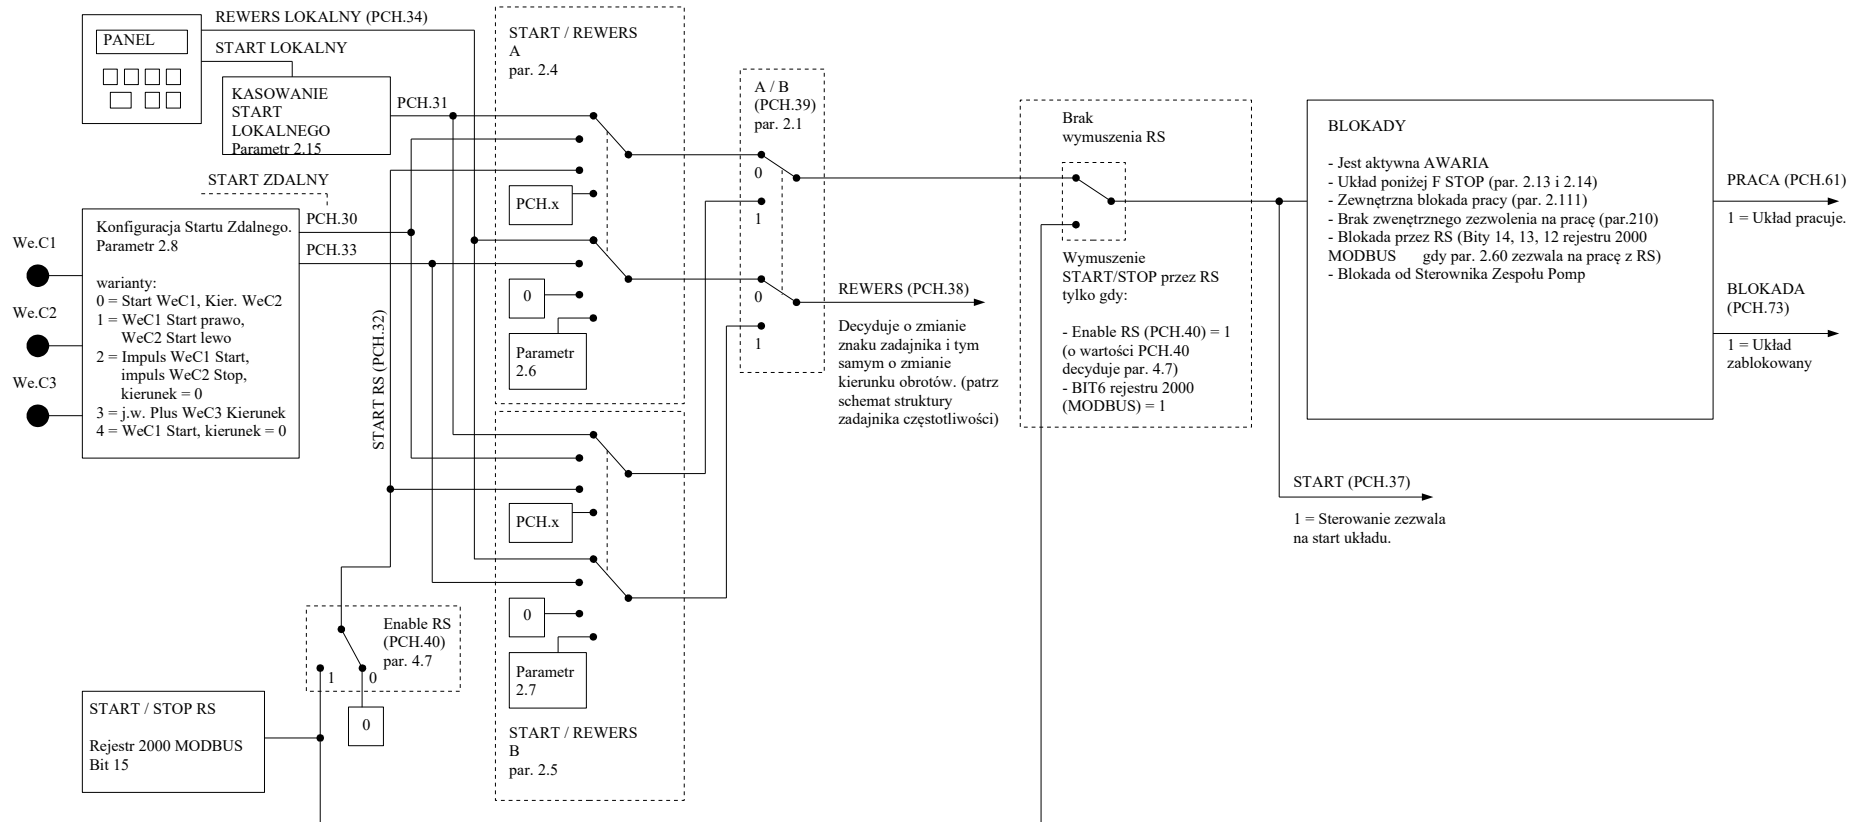 PANEL
REWERS LOKALNY (PCH.34)
START LOKALNY
KASOWANIE
START
LOKALNEGO
Parametr 2.15
PCH.31
START ZDALNY
PCH.30
PCH.33
We.C1
We.C2
We.C3
Konfiguracja Startu Zdalnego.
Parametr 2.8
warianty:
0 = Start WeC1, Kier. WeC2
1 = WeC1 Start prawo,
WeC2 Start lewo
2 = Impuls WeC1 Start,
impuls WeC2 Stop,
kierunek = 0
3 = j.w. Plus WeC3 Kierunek
4 = WeC1 Start, kierunek = 0
START RS (PCH.32)
Enable RS
(PCH.40)
par. 4.7
1
0
0
START / STOP RS
Rejestr 2000 MODBUS
Bit 15
START / REWERS
A
par. 2.4
PCH.x
0
Parametr
2.6
PCH.x
0
Parametr
2.7
START / REWERS
B
par. 2.5
A / B
(PCH.39)
par. 2.1
0
1
0
1
REWERS (PCH.38)
Decyduje o zmianie
znaku zadajnika i tym
samym o zmianie
kierunku obrotów. (patrz
schemat struktury
zadajnika częstotliwości)
Brak
wymuszenia RS
Wymuszenie
START/STOP przez RS
tylko gdy:
- Enable RS (PCH.40) = 1
(o wartości PCH.40
decyduje par. 4.7)
- BIT6 rejestru 2000
(MODBUS) = 1
BLOKADY
- Jest aktywna AWARIA
- Układ poniżej F STOP (par. 2.13 i 2.14)
- Zewnętrzna blokada pracy (par. 2.111)
- Brak zwenętrznego zezwolenia na pracę (par.210)
- Blokada przez RS (Bity 14, 13, 12 rejestru 2000
MODBUS gdy par. 2.60 zezwala na pracę z RS)
- Blokada od Sterownika Zespołu Pomp
PRACA (PCH.61)
1 = Układ pracuje.
BLOKADA
(PCH.73)
1 = Układ
zablokowany
START (PCH.37)
1 = Sterowanie zezwala
na start układu.